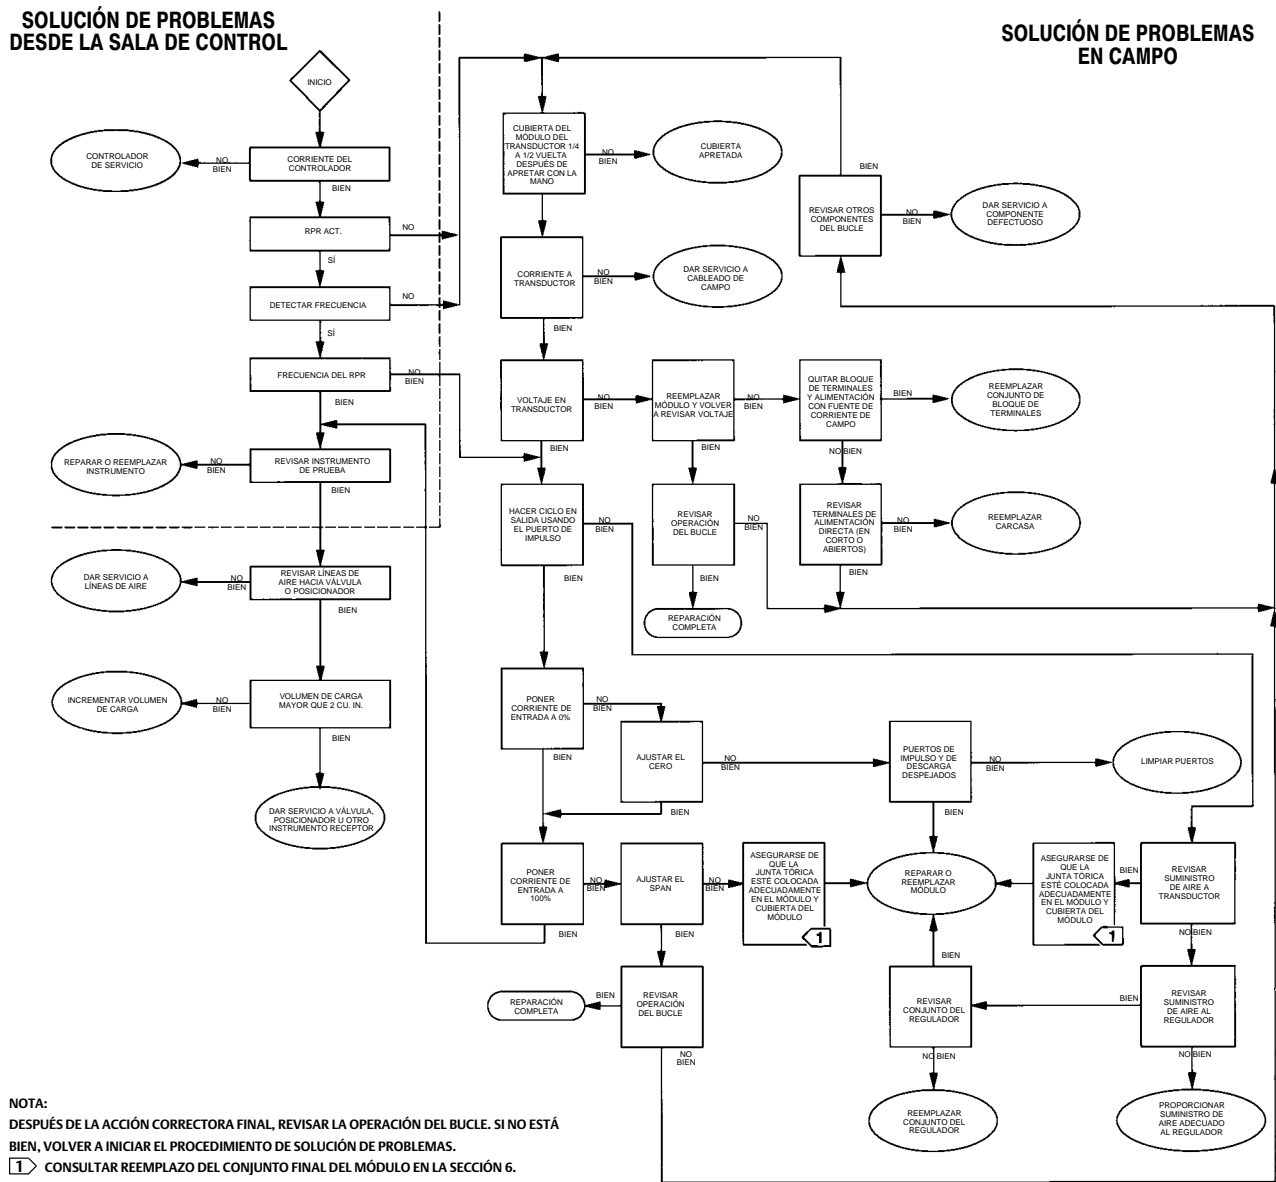 SOLUCIÓN DE PROBLEMAS
DESDE LA SALA DE CONTROL
SOLUCIÓN DE PROBLEMAS
EN CAMPO
INICIO
CONTROLADOR
DE SERVICIO
NO
BIEN
CORRIENTE DEL
CONTROLADOR
BIEN
RPR ACT.
NO
SÍ
DETECTAR FRECUENCIA
NO
SÍ
FRECUENCIA DEL RPR
NO
BIEN
BIEN
REPARAR O REEMPLAZAR
INSTRUMENTO
NO
BIEN
REVISAR INSTRUMENTO
DE PRUEBA
BIEN
DAR SERVICIO A
LÍNEAS DE AIRE
NO
BIEN
REVISAR LÍNEAS DE
AIRE HACIA VÁLVULA
O POSICIONADOR
BIEN
INCREMENTAR VOLUMEN
DE CARGA
NO
BIEN
VOLUMEN DE CARGA
MAYOR QUE 2 CU. IN.
BIEN
DAR SERVICIO A VÁLVULA,
POSICIONADOR U OTRO
INSTRUMENTO RECEPTOR
CUBIERTA DEL
MÓDULO DEL
TRANSDUCTOR 1/4
A 1/2 VUELTA
DESPUÉS DE
APRETAR CON LA
MANO
NO
BIEN
CUBIERTA
APRETADA
BIEN
REVISAR OTROS
COMPONENTES
DEL BUCLE
NO
BIEN
DAR SERVICIO A
COMPONENTE
DEFECTUOSO
CORRIENTE A
TRANSDUCTOR
NO
BIEN
DAR SERVICIO A
CABLEADO DE
CAMPO
BIEN
VOLTAJE EN
TRANSDUCTOR
NO
BIEN
REEMPLAZAR
MÓDULO Y VOLVER
A REVISAR VOLTAJE
NO
BIEN
QUITAR BLOQUE
DE TERMINALES
Y ALIMENTACIÓN
CON FUENTE DE
CORRIENTE DE
CAMPO
BIEN
REEMPLAZAR
CONJUNTO DE
BLOQUE DE
TERMINALES
BIEN
BIEN
NO BIEN
HACER CICLO EN
SALIDA USANDO
EL PUERTO DE
IMPULSO
NO
BIEN
REVISAR
OPERACIÓN
DEL BUCLE
NO
BIEN
REVISAR
TERMINALES DE
ALIMENTACIÓN
DIRECTA (EN
CORTO O
ABIERTOS)
NO
BIEN
REEMPLAZAR
CARCASA
BIEN
BIEN
BIEN
REPARACIÓN
COMPLETA
PONER
CORRIENTE DE
ENTRADA A 0%
NO
BIEN
BIEN
AJUSTAR EL
CERO
NO
BIEN
BIEN
PUERTOS DE
IMPULSO Y DE
DESCARGA
DESPEJADOS
NO
BIEN
LIMPIAR PUERTOS
BIEN
PONER
CORRIENTE DE
ENTRADA A
100%
NO
BIEN
BIEN
AJUSTAR EL
SPAN
NO
BIEN
BIEN
ASEGURARSE DE
QUE LA
JUNTA TÓRICA
ESTÉ COLOCADA
ADECUADAMENTE
EN EL MÓDULO Y
CUBIERTA DEL
MÓDULO
1
REPARAR O
REEMPLAZAR
MÓDULO
ASEGURARSE DE
QUE LA
JUNTA TÓRICA
ESTÉ COLOCADA
ADECUADAMENTE
EN EL MÓDULO Y
CUBIERTA DEL
MÓDULO
1
BIEN
REVISAR
SUMINISTRO
DE AIRE A
TRANSDUCTOR
NO BIEN
REPARACIÓN
COMPLETA
BIEN
REVISAR
OPERACIÓN
DEL BUCLE
NO
BIEN
BIEN
REVISAR
CONJUNTO DEL
REGULADOR
NO BIEN
BIEN
REVISAR
SUMINISTRO
DE AIRE AL
REGULADOR
NO BIEN
REEMPLAZAR
CONJUNTO DEL
REGULADOR
PROPORCIONAR
SUMINISTRO DE
AIRE ADECUADO
AL REGULADOR
NOTA:
DESPUÉS DE LA ACCIÓN CORRECTORA FINAL, REVISAR LA OPERACIÓN DEL BUCLE. SI NO ESTÁ
BIEN, VOLVER A INICIAR EL PROCEDIMIENTO DE SOLUCIÓN DE PROBLEMAS.
1 CONSULTAR REEMPLAZO DEL CONJUNTO FINAL DEL MÓDULO EN LA SECCIÓN 6.